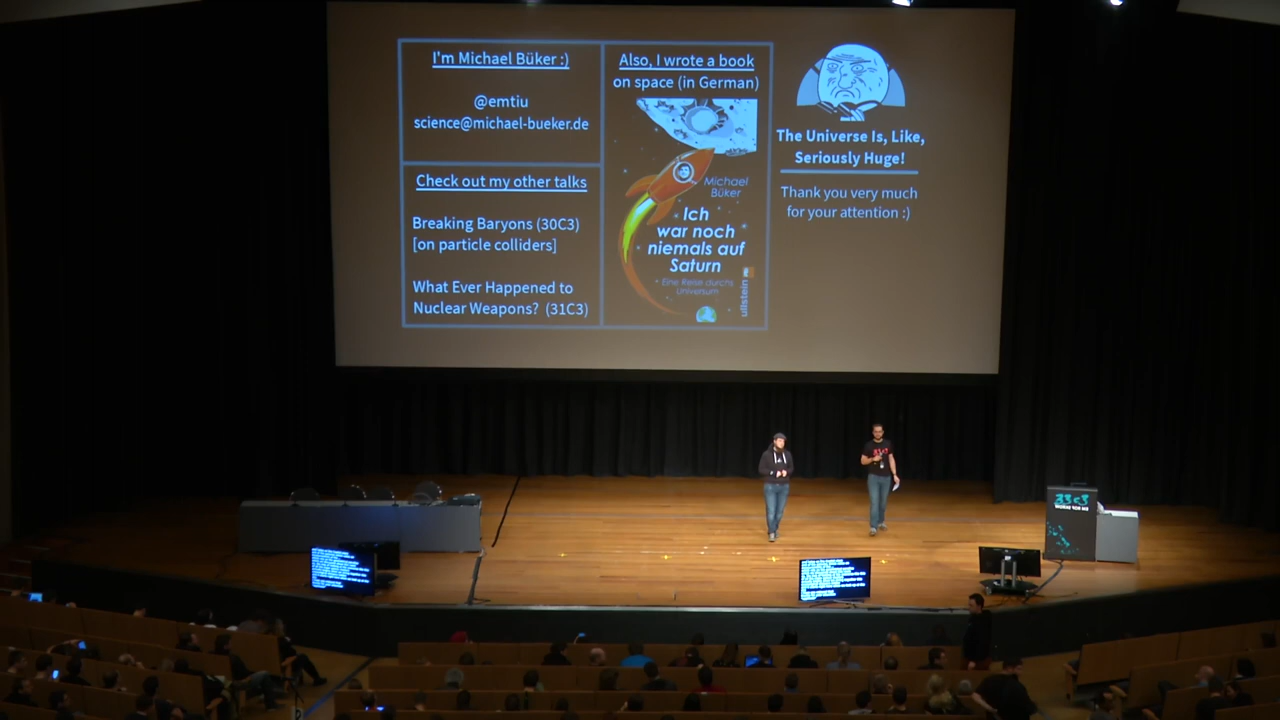 I'm Michael Büker :)
@emtiu
science@michael-bueker.de
Check out my other talks
Breaking Baryons (30C3)
[on particle colliders]
What Ever Happened to
Nuclear Weapons? (31C3)
Also, I wrote a book
on space (in German)
Michael
Büker
Ich
war noch
niemals auf
Saturn
Eine Reise durchs
Universum
ullstein
The Universe Is, Like,
Seriously Huge!
Thank you very much
for your attention :)
33c3
WORKS FOR ME